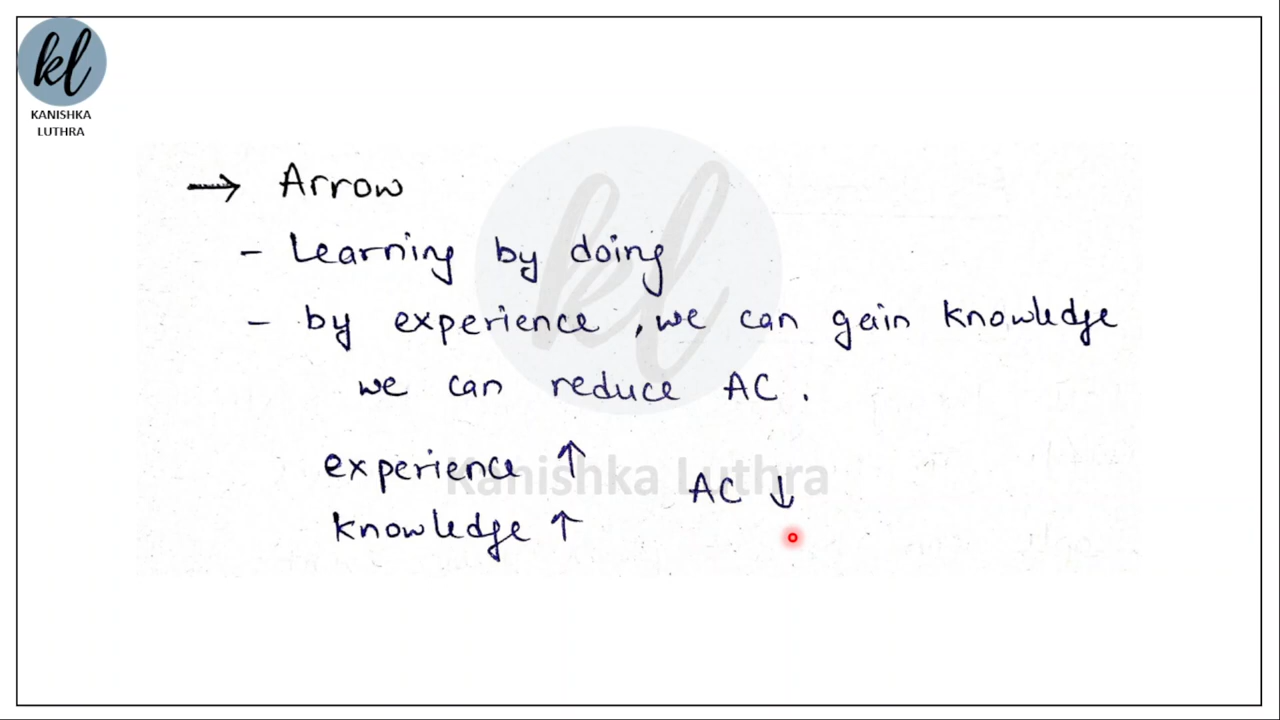 kl
KANISHKA
LUTHRA
→ Arrow
- Learning by doing
- by experience, we can gain knowledge
we can reduce AC.
experience ↑
Kanishka Luthra
AC ↓
knowledge ↑